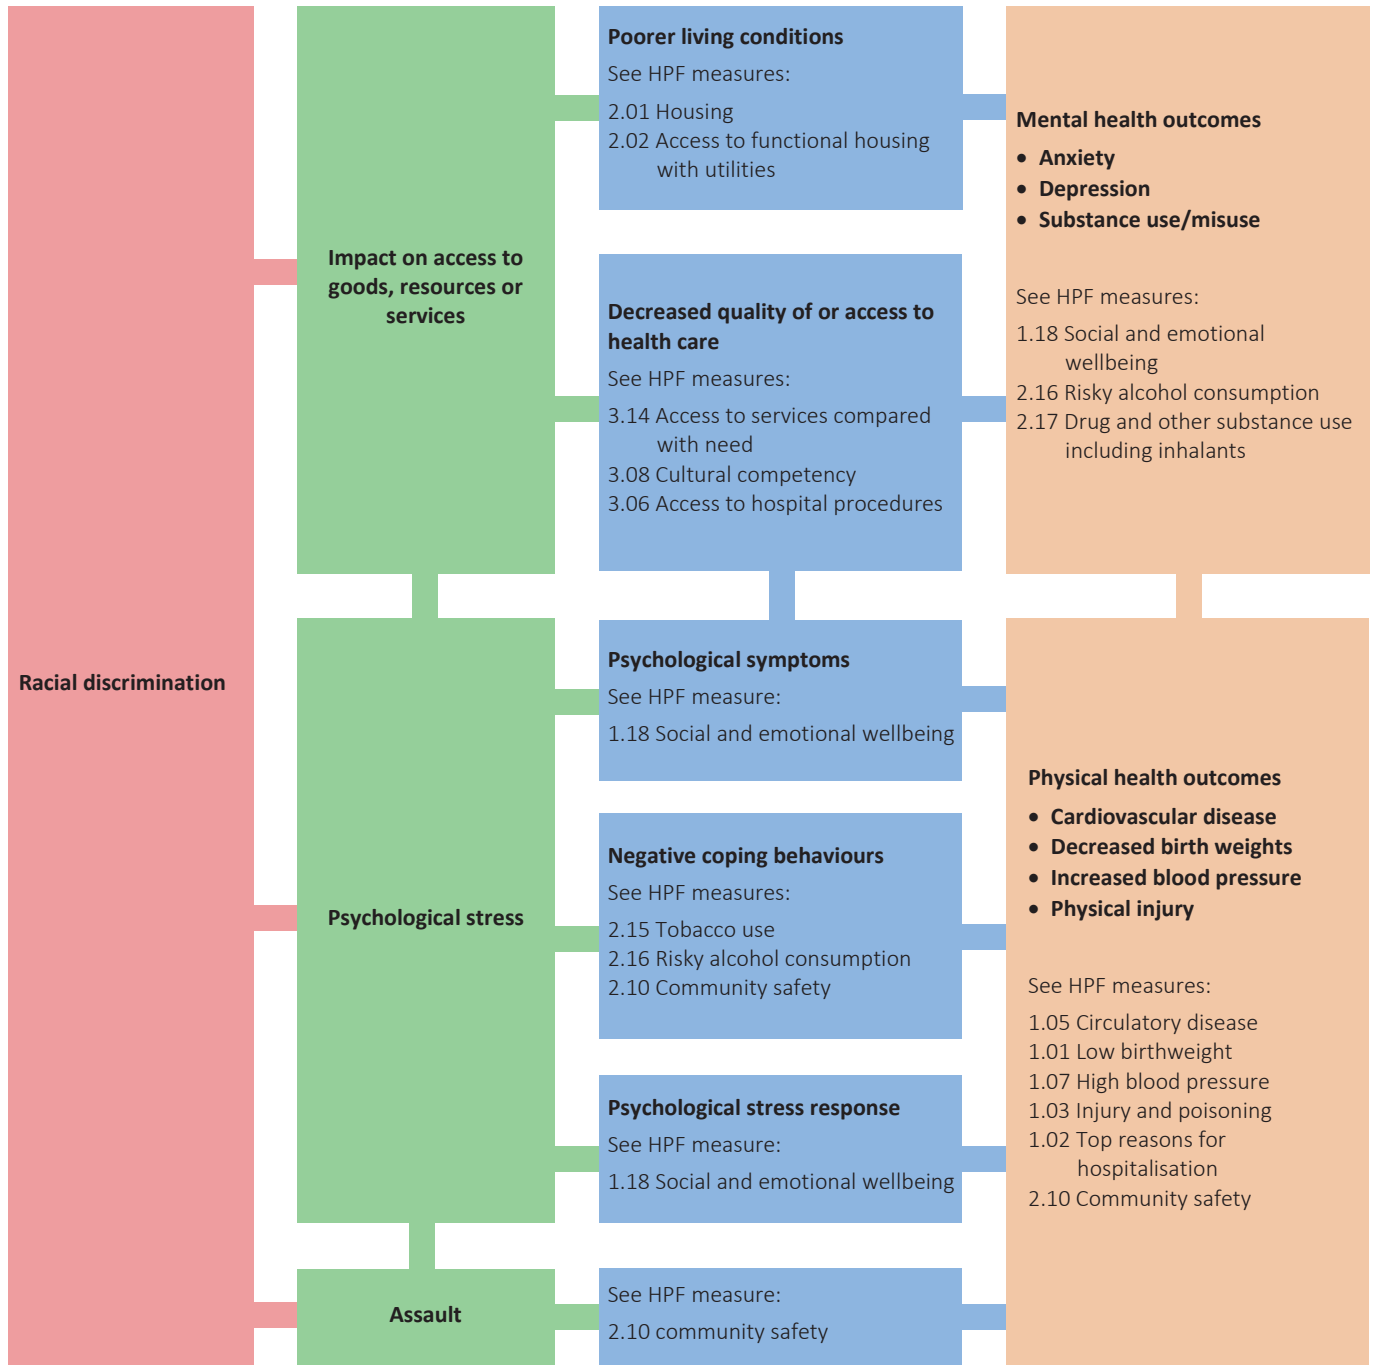 Racial discrimination
Impact on access to
goods, resources or
services
Psychological stress
Assault
Poorer living conditions
See HPF measures:
2.01 Housing
2.02 Access to functional housing
with utilities
Decreased quality of or access to
health care
See HPF measures:
3.14 Access to services compared
with need
3.08 Cultural competency
3.06 Access to hospital procedures
Psychological symptoms
See HPF measure:
1.18 Social and emotional wellbeing
Negative coping behaviours
See HPF measures:
2.15 Tobacco use
2.16 Risky alcohol consumption
2.10 Community safety
Psychological stress response
See HPF measure:
1.18 Social and emotional wellbeing
See HPF measure:
2.10 community safety
Mental health outcomes
• Anxiety
• Depression
• Substance use/misuse
See HPF measures:
1.18 Social and emotional
wellbeing
2.16 Risky alcohol consumption
2.17 Drug and other substance use
including inhalants
Physical health outcomes
• Cardiovascular disease
• Decreased birth weights
• Increased blood pressure
• Physical injury
See HPF measures:
1.05 Circulatory disease
1.01 Low birthweight
1.07 High blood pressure
1.03 Injury and poisoning
1.02 Top reasons for
hospitalisation
2.10 Community safety